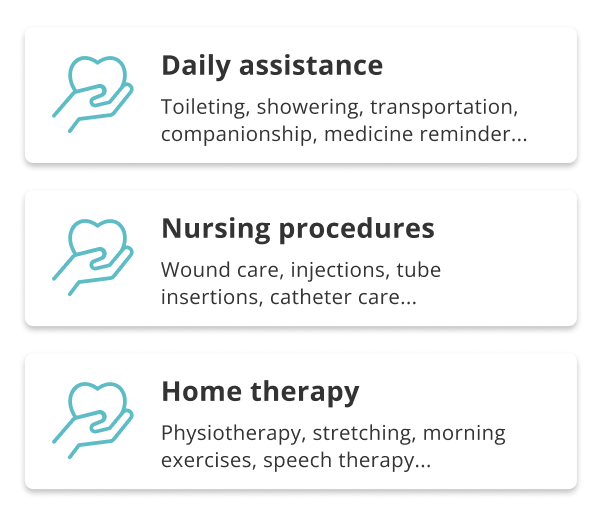 Daily assistance
Toileting, showering, transportation,
companionship, medicine reminder...
Nursing procedures
Wound care, injections, tube
insertions, catheter care...
Home therapy
Physiotherapy, stretching, morning
exercises, speech therapy...